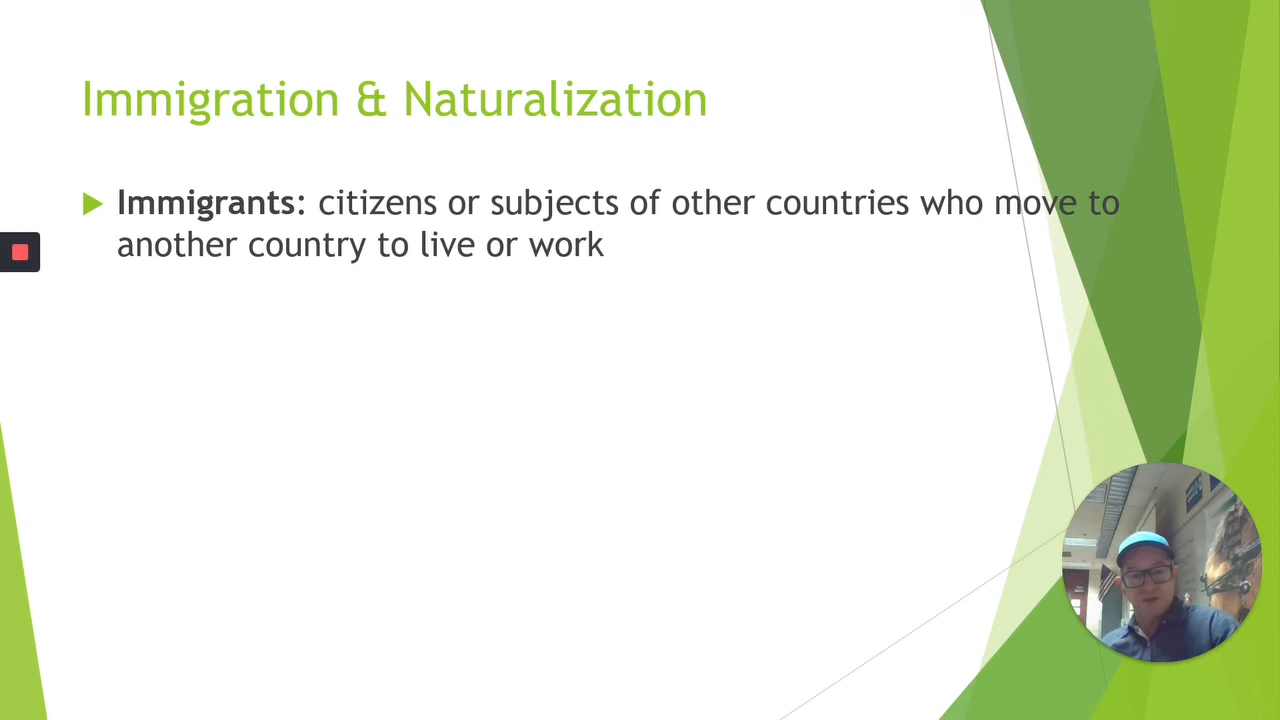 Immigration & Naturalization
Immigrants: citizens or subjects of other countries who move to
another country to live or work